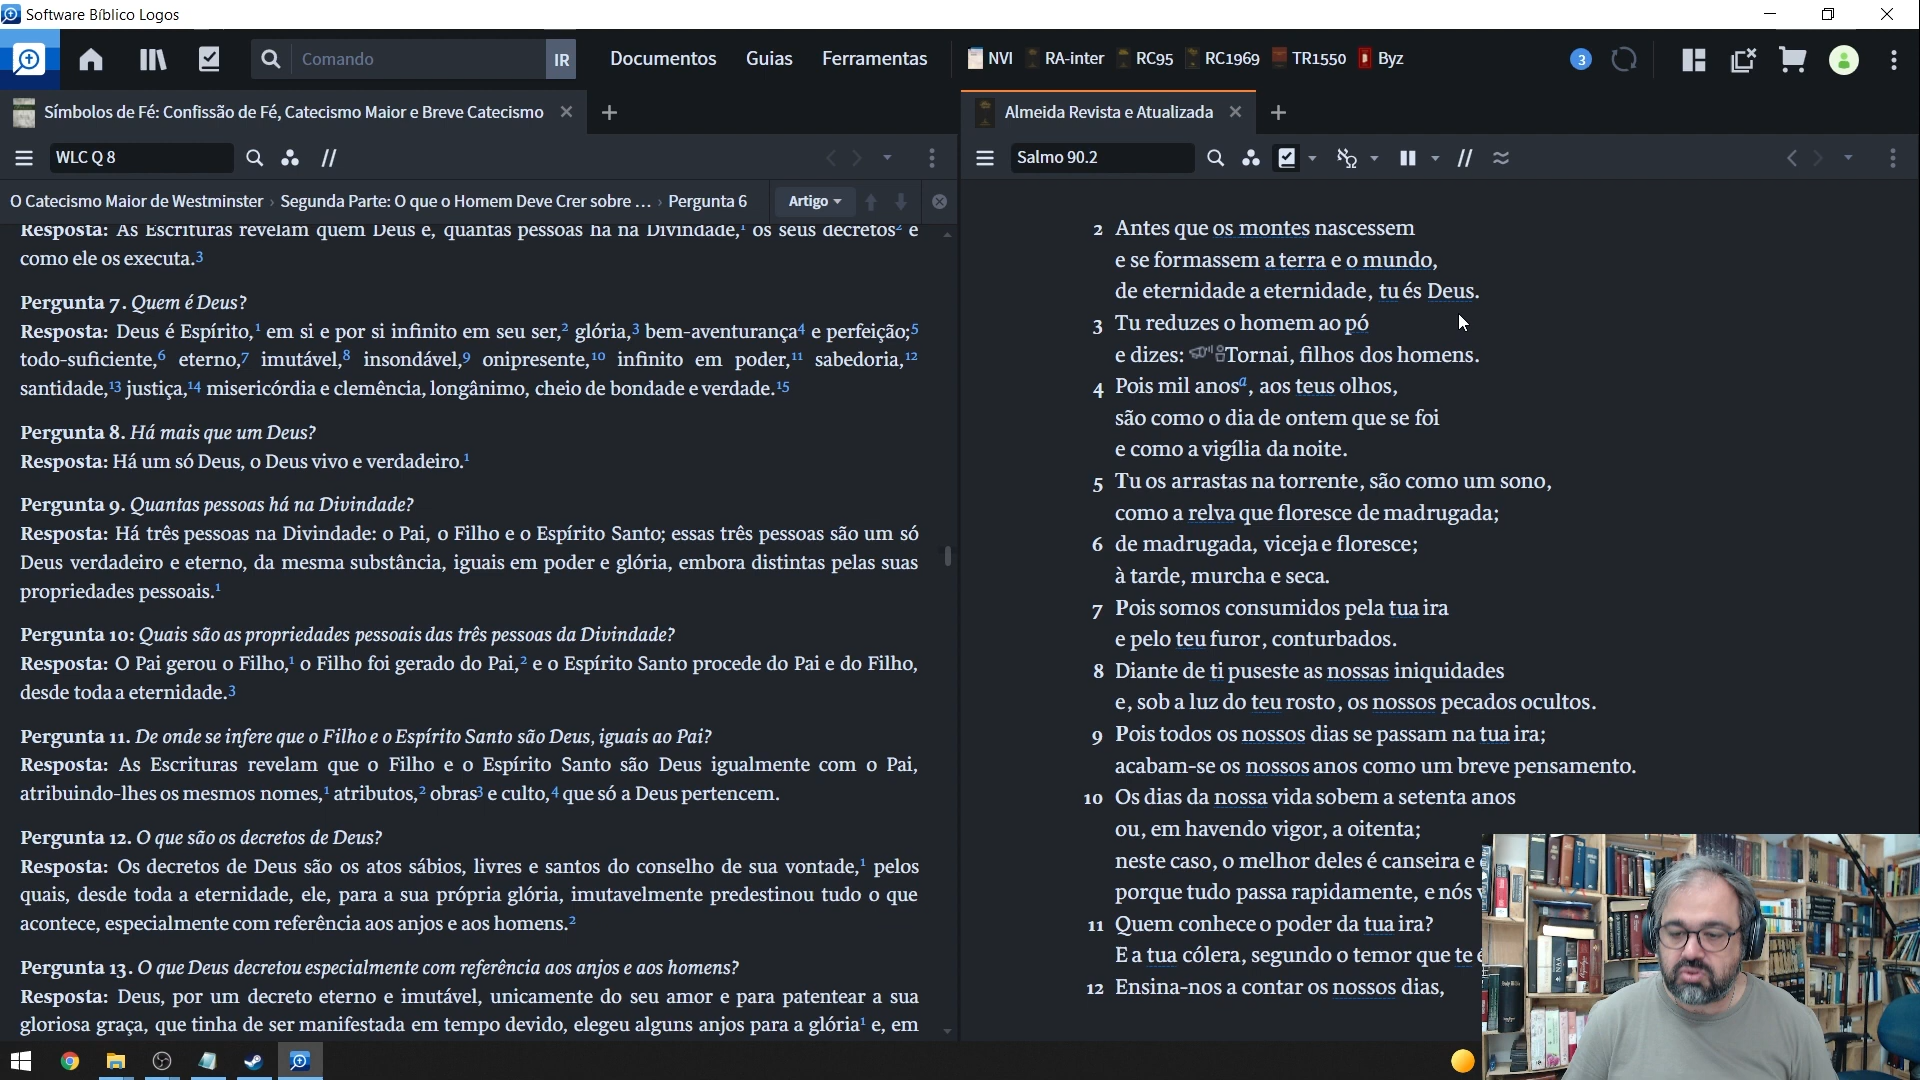 Software Bíblico Logos
Comando
IR
Documentos
Guias
Ferramentas
NVI
RA-inter
RC95
RC1969
TR1550
Byz
3
Símbolos de Fé: Confissão de Fé, Catecismo Maior e Breve Catecismo
WLC Q 8
O Catecismo Maior de Westminster › Segunda Parte: O que o Homem Deve Crer sobre ... › Pergunta 6
Artigo
Resposta: As Escrituras revelam quem Deus é, quantas pessoas há na Divindade,¹ os seus decretos² e
como ele os executa.³
Pergunta 7. Quem é Deus?
Resposta: Deus é Espírito,¹ em si e por si infinito em seu ser,² glória,³ bem-aventurança⁴ e perfeição;⁵
todo-suficiente,⁶ eterno,⁷ imutável,⁸ insondável,⁹ onipresente,¹⁰ infinito em poder,¹¹ sabedoria,¹²
santidade,¹³ justiça,¹⁴ misericórdia e clemência, longânimo, cheio de bondade e verdade.¹⁵
Pergunta 8. Há mais que um Deus?
Resposta: Há um só Deus, o Deus vivo e verdadeiro.¹
Pergunta 9. Quantas pessoas há na Divindade?
Resposta: Há três pessoas na Divindade: o Pai, o Filho e o Espírito Santo; essas três pessoas são um só
Deus verdadeiro e eterno, da mesma substância, iguais em poder e glória, embora distintas pelas suas
propriedades pessoais.¹
Pergunta 10: Quais são as propriedades pessoais das três pessoas da Divindade?
Resposta: O Pai gerou o Filho,¹ o Filho foi gerado do Pai,² e o Espírito Santo procede do Pai e do Filho,
desde toda a eternidade.³
Pergunta 11. De onde se infere que o Filho e o Espírito Santo são Deus, iguais ao Pai?
Resposta: As Escrituras revelam que o Filho e o Espírito Santo são Deus igualmente com o Pai,
atribuindo-lhes os mesmos nomes,¹ atributos,² obras³ e culto,⁴ que só a Deus pertencem.
Pergunta 12. O que são os decretos de Deus?
Resposta: Os decretos de Deus são os atos sábios, livres e santos do conselho de sua vontade,¹ pelos
quais, desde toda a eternidade, ele, para a sua própria glória, imutavelmente predestinou tudo o que
acontece, especialmente com referência aos anjos e aos homens.²
Pergunta 13. O que Deus decretou especialmente com referência aos anjos e aos homens?
Resposta: Deus, por um decreto eterno e imutável, unicamente do seu amor e para patentear a sua
gloriosa graça, que tinha de ser manifestada em tempo devido, elegeu alguns anjos para a glória¹ e, em
Almeida Revista e Atualizada
Salmo 90.2
2 Antes que os montes nascessem
e se formassem a terra e o mundo,
de eternidade a eternidade, tu és Deus.
3 Tu reduzes o homem ao pó
e dizes: Tornai, filhos dos homens.
4 Pois mil anosª, aos teus olhos,
são como o dia de ontem que se foi
e como a vigília da noite.
5 Tu os arrastas na torrente, são como um sono,
como a relva que floresce de madrugada;
6 de madrugada, viceja e floresce;
à tarde, murcha e seca.
7 Pois somos consumidos pela tua ira
e pelo teu furor, conturbados.
8 Diante de ti puseste as nossas iniquidades
e, sob a luz do teu rosto, os nossos pecados ocultos.
9 Pois todos os nossos dias se passam na tua ira;
acabam-se os nossos anos como um breve pensamento.
10 Os dias da nossa vida sobem a setenta anos
ou, em havendo vigor, a oitenta;
neste caso, o melhor deles é canseira e
porque tudo passa rapidamente, e nós
11 Quem conhece o poder da tua ira?
E a tua cólera, segundo o temor que te
12 Ensina-nos a contar os nossos dias,